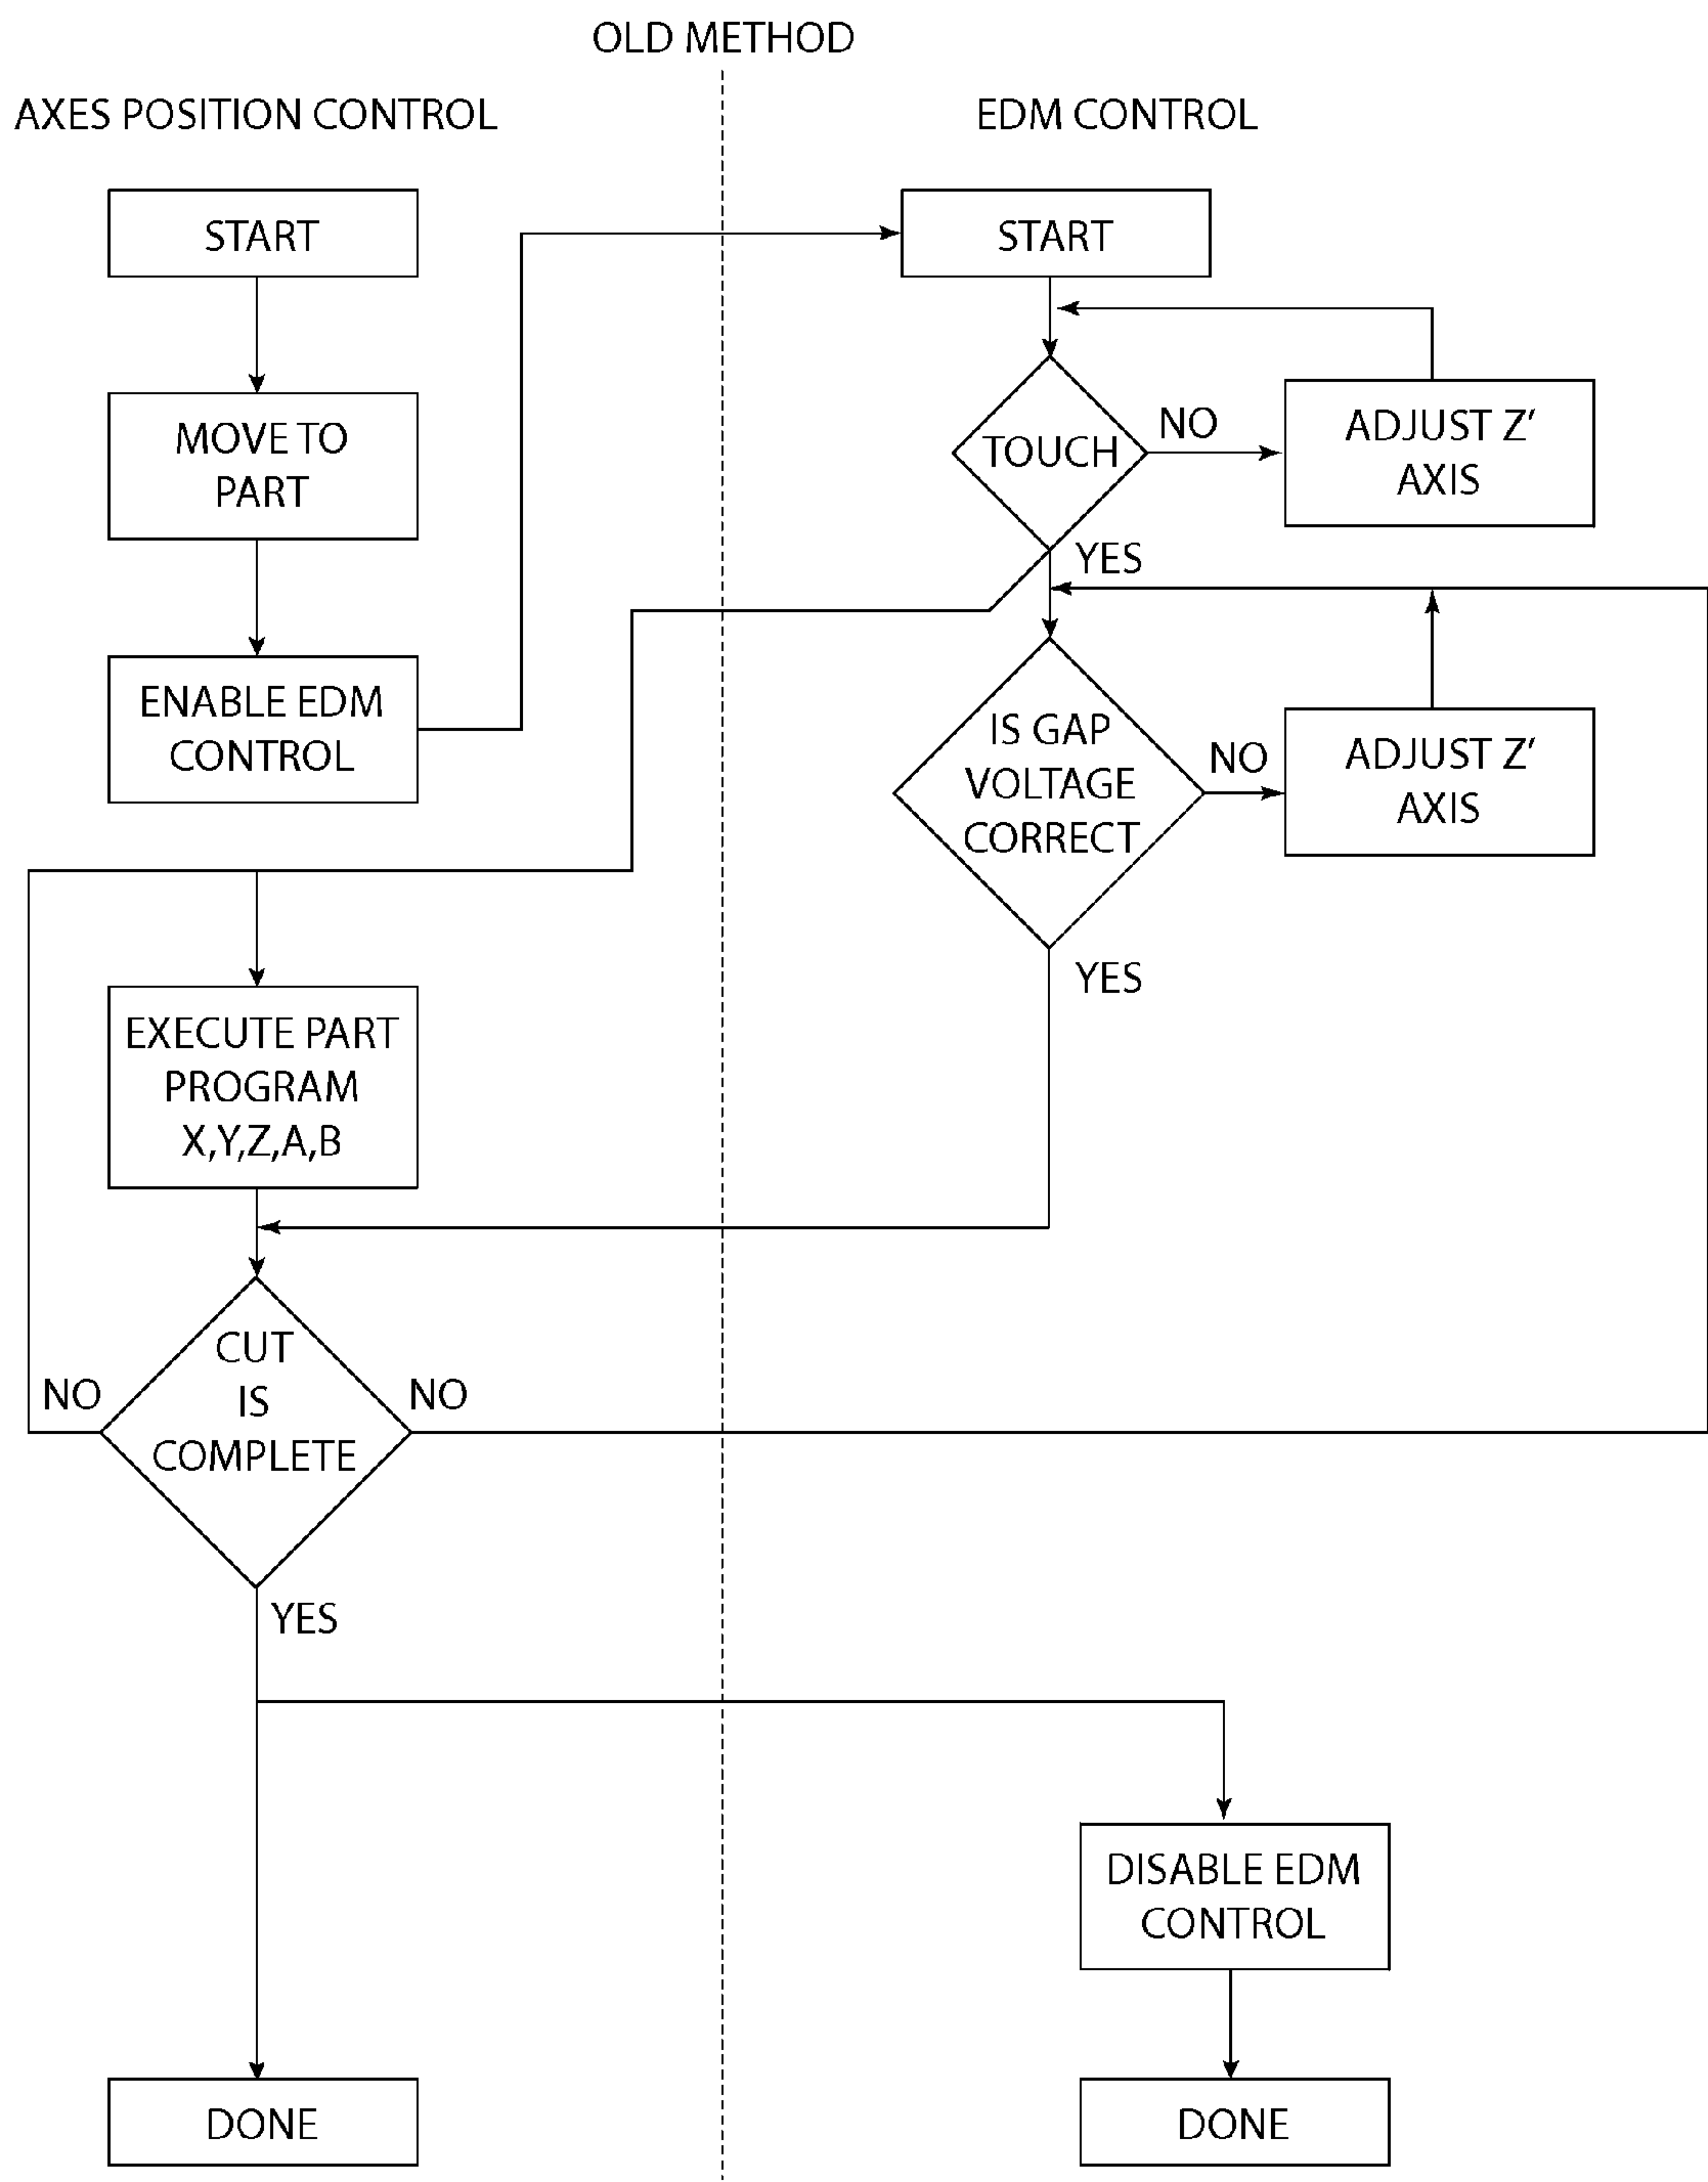 OLD METHOD
AXES POSITION CONTROL
EDM CONTROL
START
START
MOVE TO
PART
TOUCH
NO
ADJUST Z'
AXIS
YES
ENABLE EDM
CONTROL
IS GAP
VOLTAGE
CORRECT
NO
ADJUST Z'
AXIS
YES
EXECUTE PART
PROGRAM
X,Y,Z,A,B
CUT
IS
COMPLETE
NO
NO
YES
DISABLE EDM
CONTROL
DONE
DONE